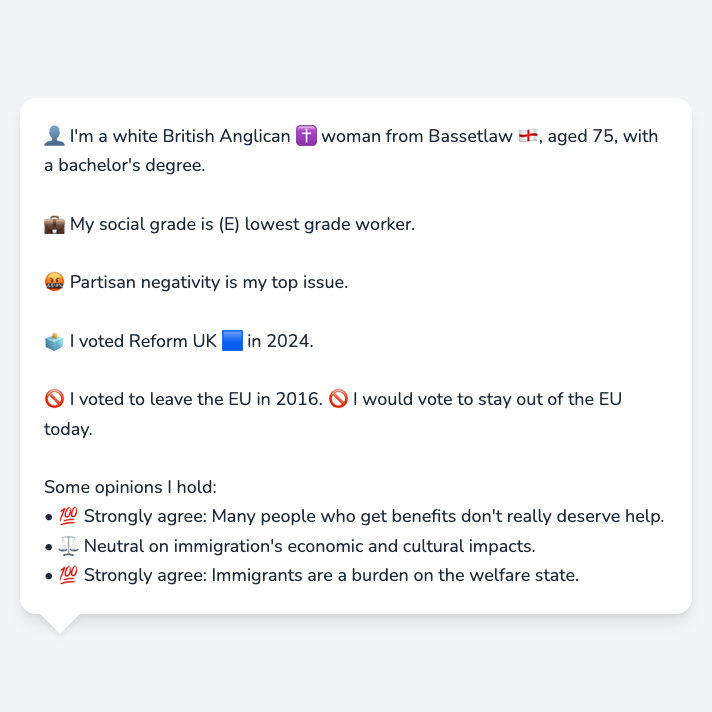 👤 I'm a white British Anglican ✝️ woman from Bassetlaw 🏴󠁧󠁢󠁥󠁮󠁧󠁿, aged 75, with
a bachelor's degree.
💼 My social grade is (E) lowest grade worker.
🤬 Partisan negativity is my top issue.
🗳️ I voted Reform UK 🟦 in 2024.
🚫 I voted to leave the EU in 2016. 🚫 I would vote to stay out of the EU
today.
Some opinions I hold:
• 💯 Strongly agree: Many people who get benefits don't really deserve help.
• ⚖️ Neutral on immigration's economic and cultural impacts.
• 💯 Strongly agree: Immigrants are a burden on the welfare state.